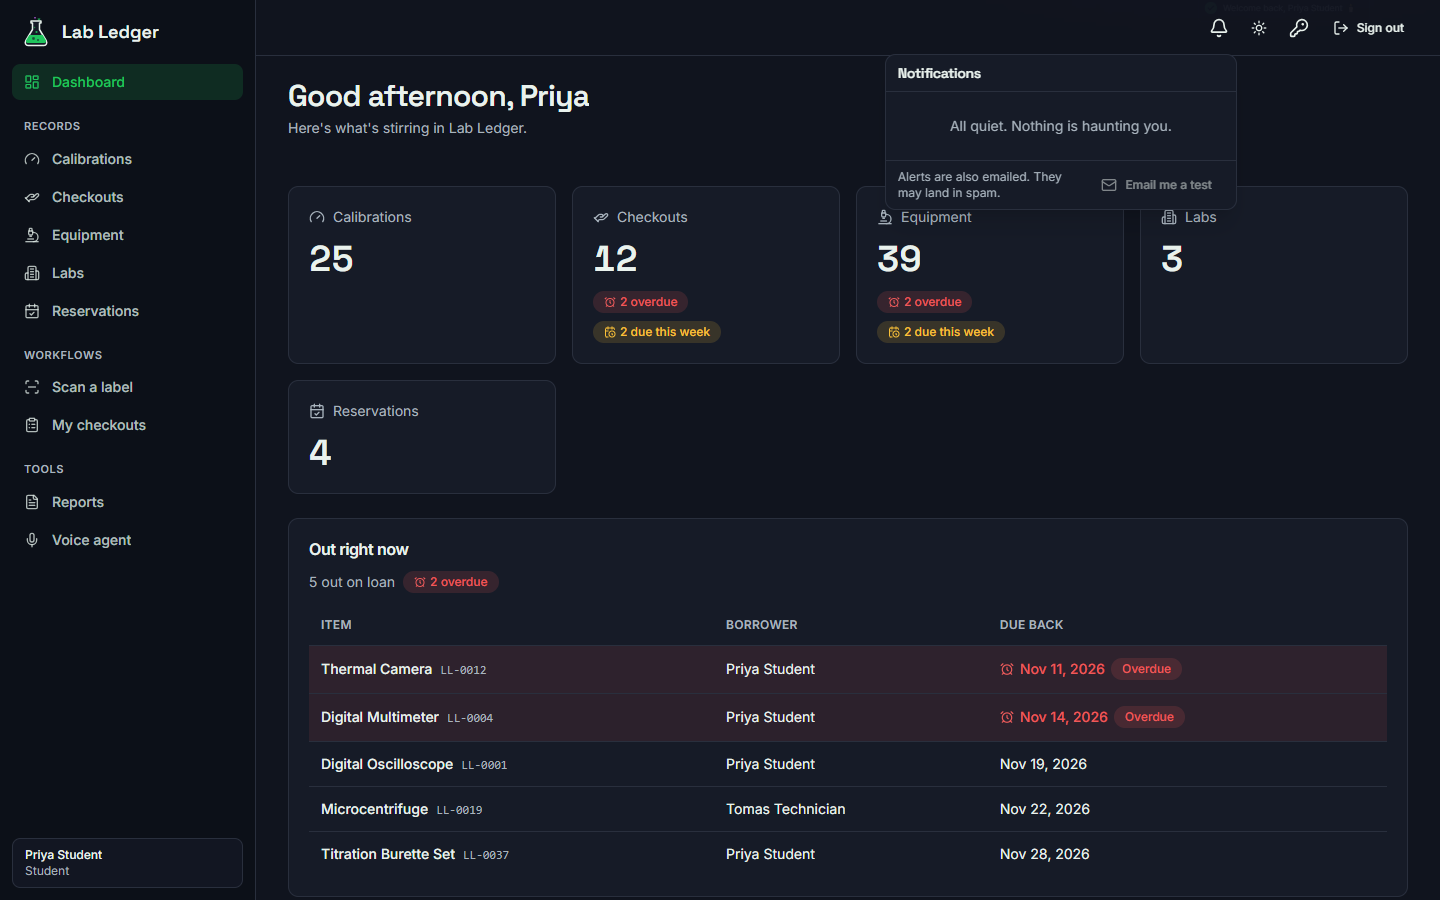 Lab Ledger
Sign out
Dashboard
RECORDS
Calibrations
Checkouts
Equipment
Labs
Reservations
WORKFLOWS
Scan a label
My checkouts
TOOLS
Reports
Voice agent
Priya Student
Student
Good afternoon, Priya
Here's what's stirring in Lab Ledger.
Notifications
All quiet. Nothing is haunting you.
Alerts are also emailed. They
may land in spam.
Email me a test
Calibrations
25
Checkouts
12
2 overdue
2 due this week
Equipment
39
2 overdue
2 due this week
Labs
3
Reservations
4
Out right now
5 out on loan 2 overdue
ITEM BORROWER DUE BACK
Thermal Camera LL-0012 Priya Student Nov 11, 2026 Overdue
Digital Multimeter LL-0004 Priya Student Nov 14, 2026 Overdue
Digital Oscilloscope LL-0001 Priya Student Nov 19, 2026
Microcentrifuge LL-0019 Tomas Technician Nov 22, 2026
Titration Burette Set LL-0037 Priya Student Nov 28, 2026